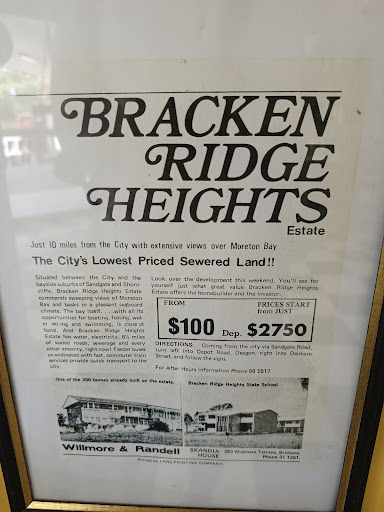 BRACKEN
RIDGE
HEIGHTS
Estate
Just 10 miles from the City with extensive views over Moreton Bay
The City's Lowest Priced Sewered Land!!
Situated between the City and the
bayside suburbs of Sandgate and Shorn-
cliffe, Bracken Ridge Heights Estate
commands sweeping views of Moreton
Bay and basks in a pleasant seaboard
climate. The bay itself. . .with all its
opportunities for boating, fishing, wat-
er ski-ing and swimming, is close at
hand. And Bracken Ridge Heights
Estate has water, electricity, 8¼ miles
of sealed roads, sewerage and every
other amenity, right now! Feeder buses
co-ordinated with fast, commuter train
services provide quick transport to the
city.
Look over the development this weekend. You'll see for
yourself just what great value Bracken Ridge Heights
Estate offers the homebuilder and the investor.
FROM
$100 Dep.
PRICES START
from JUST
$2750
DIRECTIONS: Coming from the city via Sandgate Road,
turn left into Depot Road, Deagon, right into Denham
Street, and follow the signs.
For After Hours Information Phone 98 5517
One of the 350 homes already built on the estate.
Bracken Ridge Heights State School
Willmore & Randell
SKANDIA
HOUSE
383 Wickham Terrace, Brisbane
Phone 31 1361
LANG PRINTING COMPANY